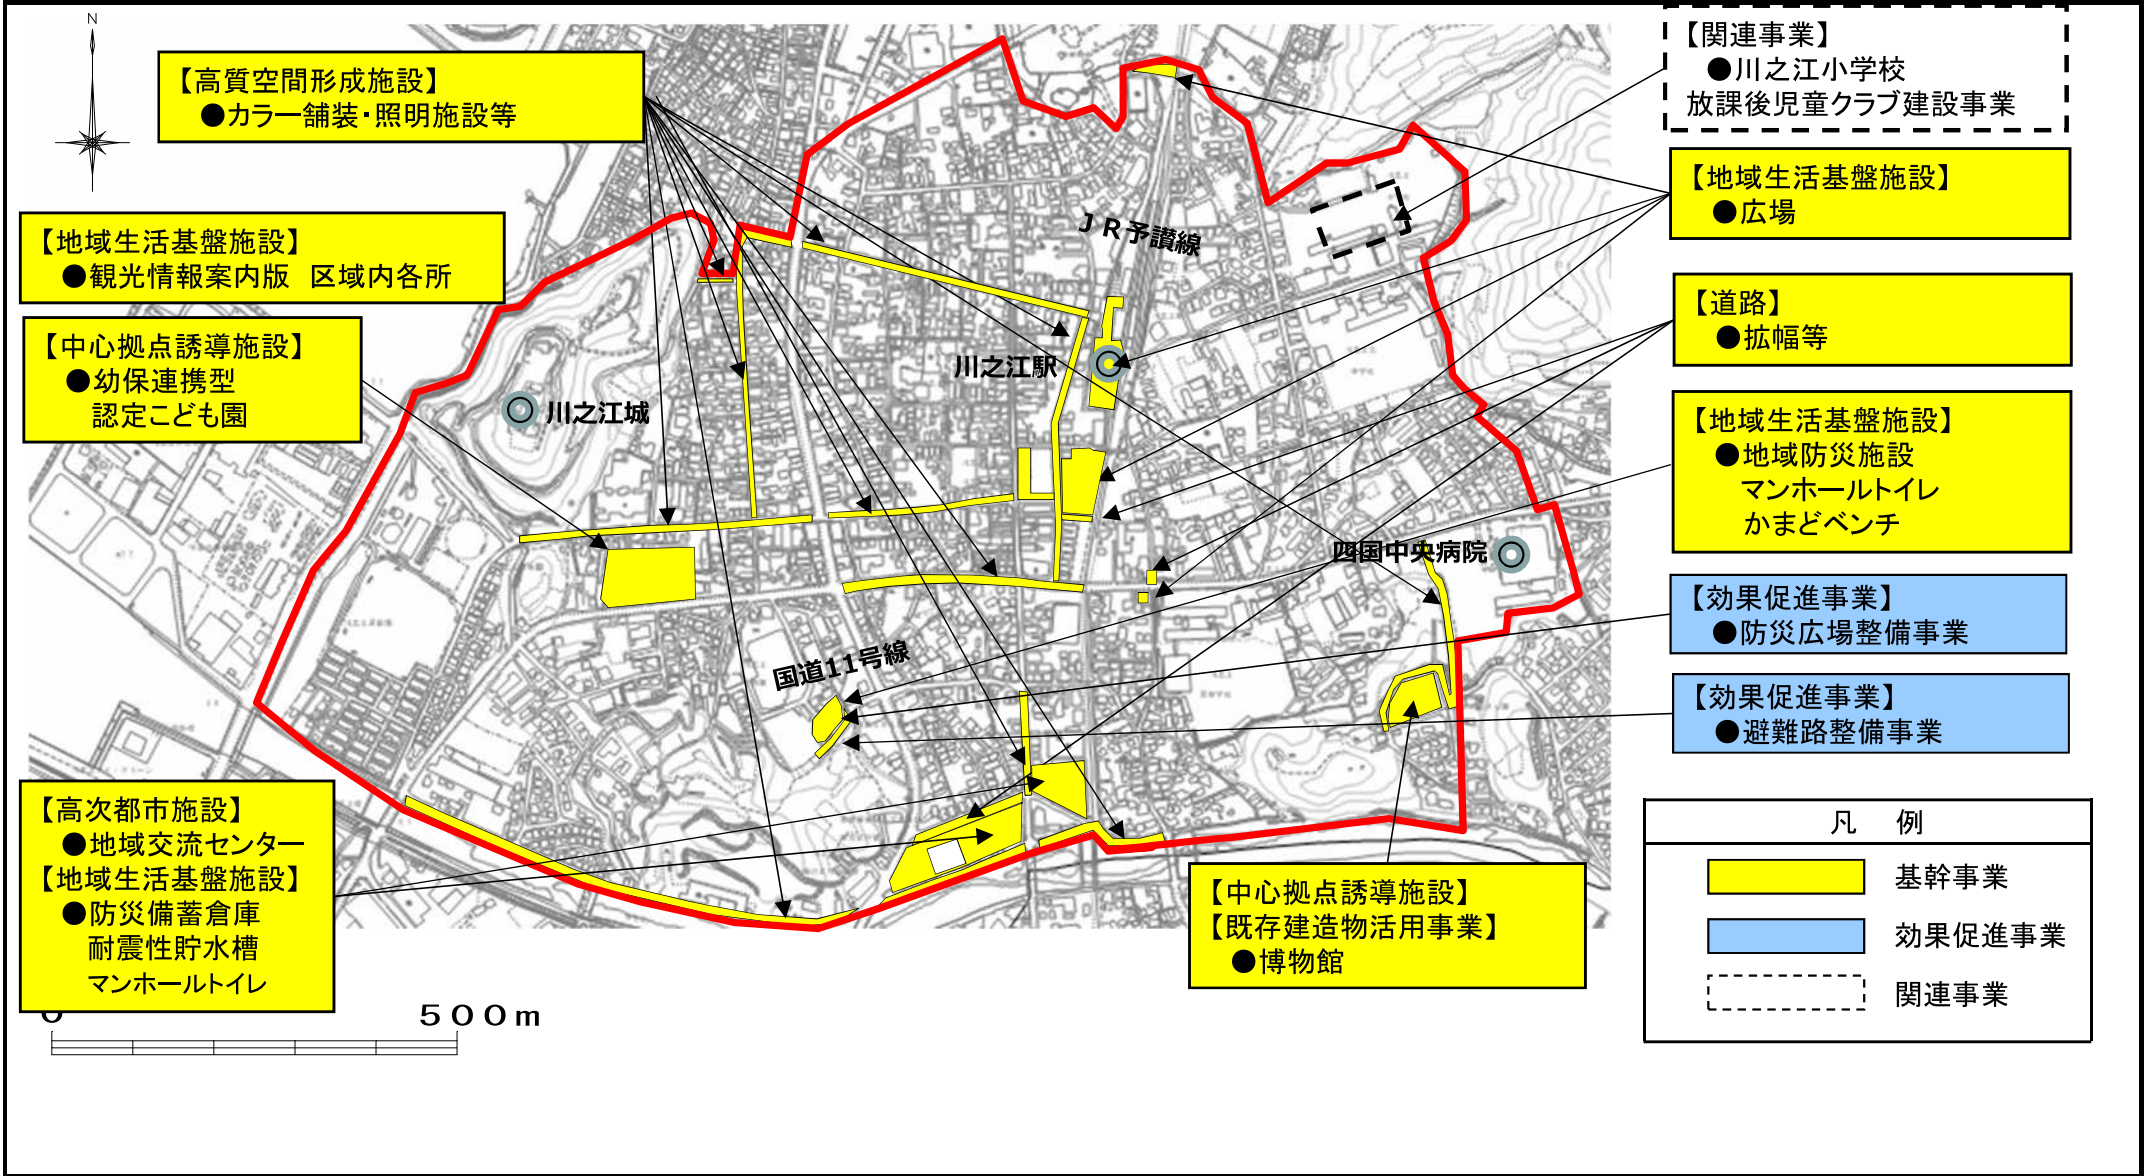 N
【高質空間形成施設】
●カラー舗装・照明施設等
【地域生活基盤施設】
●観光情報案内版 区域内各所
【中心拠点誘導施設】
●幼保連携型
認定こども園
【高次都市施設】
●地域交流センター
【地域生活基盤施設】
●防災備蓄倉庫
耐震性貯水槽
マンホールトイレ
0 500m
川之江城
川之江駅
JR予讃線
四国中央病院
国道11号線
【関連事業】
●川之江小学校
放課後児童クラブ建設事業
【地域生活基盤施設】
●広場
【道路】
●拡幅等
【地域生活基盤施設】
●地域防災施設
マンホールトイレ
かまどベンチ
【効果促進事業】
●防災広場整備事業
【効果促進事業】
●避難路整備事業
【中心拠点誘導施設】
【既存建造物活用事業】
●博物館
凡 例
基幹事業
効果促進事業
関連事業